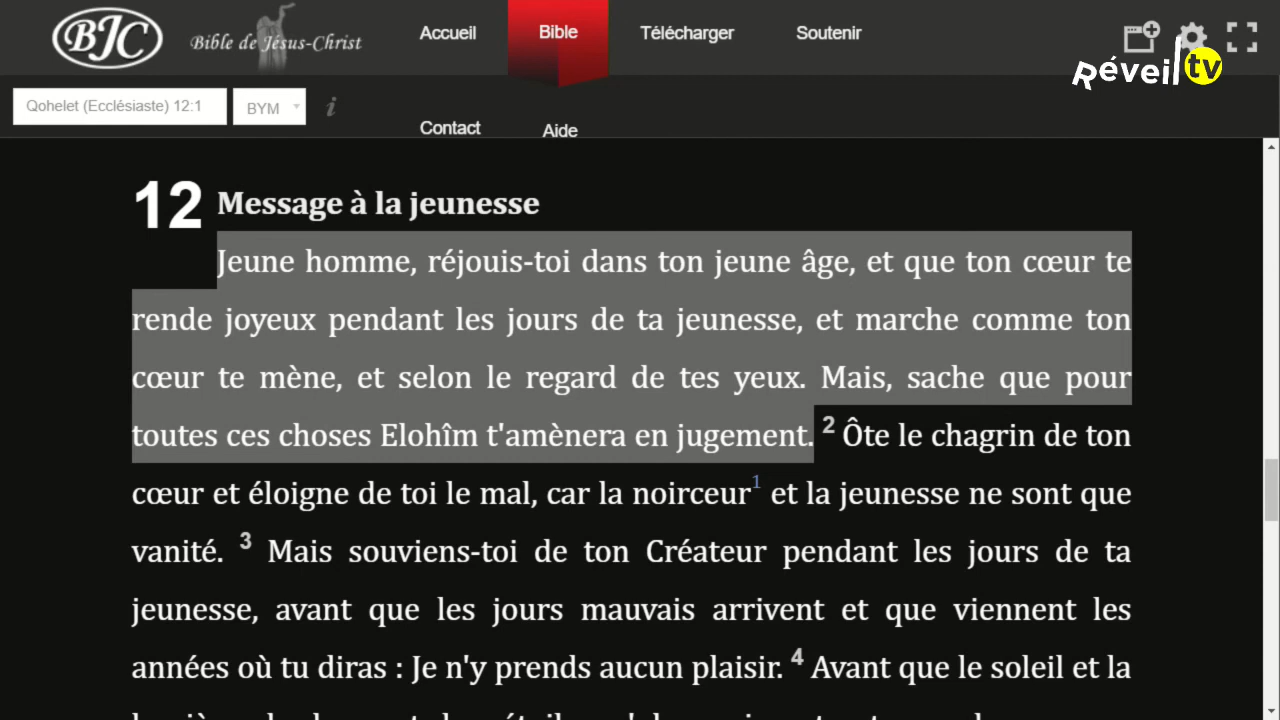 BJC Bible de Jésus-Christ
Accueil Bible Télécharger Soutenir
Réveil tv
Qohelet (Ecclésiaste) 12:1 BYM i
Contact Aide
12 Message à la jeunesse
Jeune homme, réjouis-toi dans ton jeune âge, et que ton cœur te
rende joyeux pendant les jours de ta jeunesse, et marche comme ton
cœur te mène, et selon le regard de tes yeux. Mais, sache que pour
toutes ces choses Elohîm t'amènera en jugement. 2 Ôte le chagrin de ton
cœur et éloigne de toi le mal, car la noirceur1 et la jeunesse ne sont que
vanité. 3 Mais souviens-toi de ton Créateur pendant les jours de ta
jeunesse, avant que les jours mauvais arrivent et que viennent les
années où tu diras : Je n'y prends aucun plaisir. 4 Avant que le soleil et la